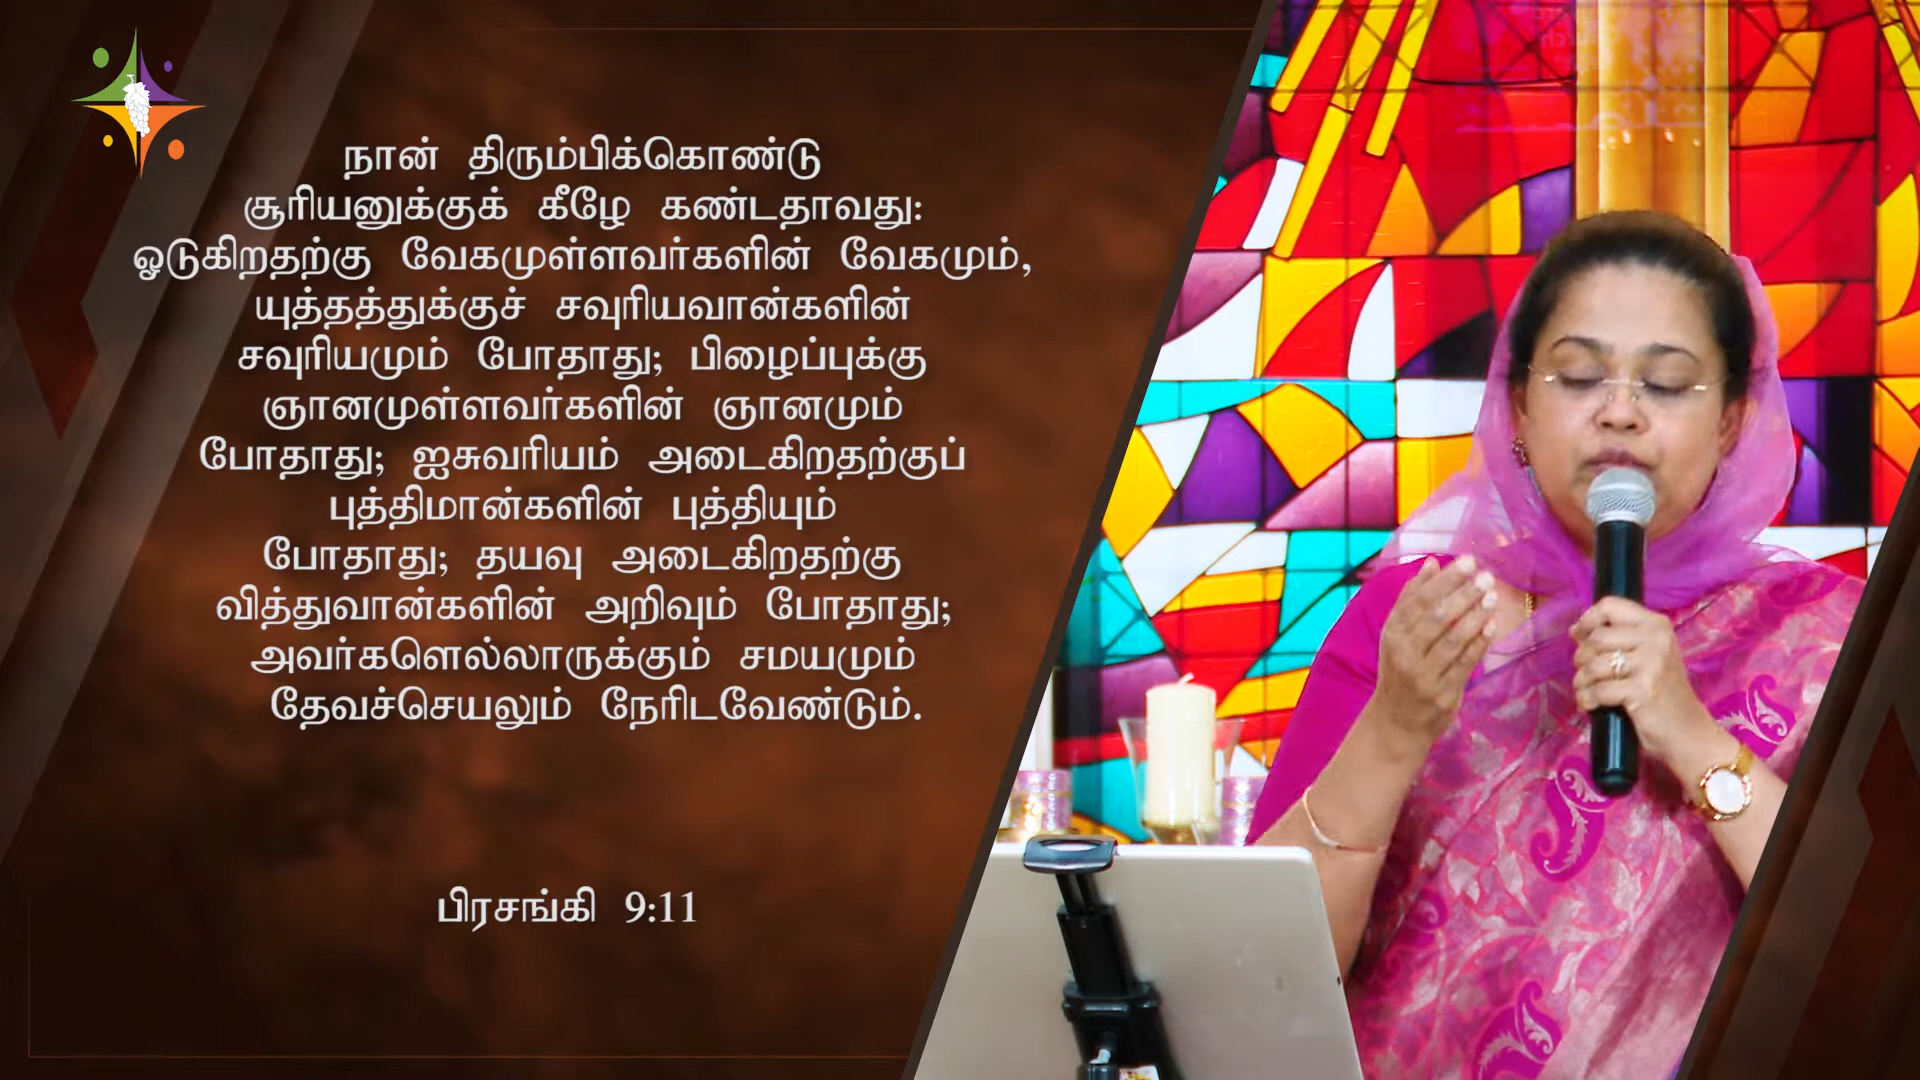 நான் திரும்பிக்கொண்டு
சூரியனுக்குக் கீழே கண்டதாவது:
ஓடுகிறதற்கு வேகமுள்ளவர்களின் வேகமும்,
யுத்தத்துக்குச் சவுரியவான்களின்
சவுரியமும் போதாது; பிழைப்புக்கு
ஞானமுள்ளவர்களின் ஞானமும்
போதாது; ஐசுவரியம் அடைகிறதற்குப்
புத்திமான்களின் புத்தியும்
போதாது; தயவு அடைகிறதற்கு
வித்துவான்களின் அறிவும் போதாது;
அவர்களெல்லாருக்கும் சமயமும்
தேவச்செயலும் நேரிடவேண்டும்.
பிரசங்கி 9:11